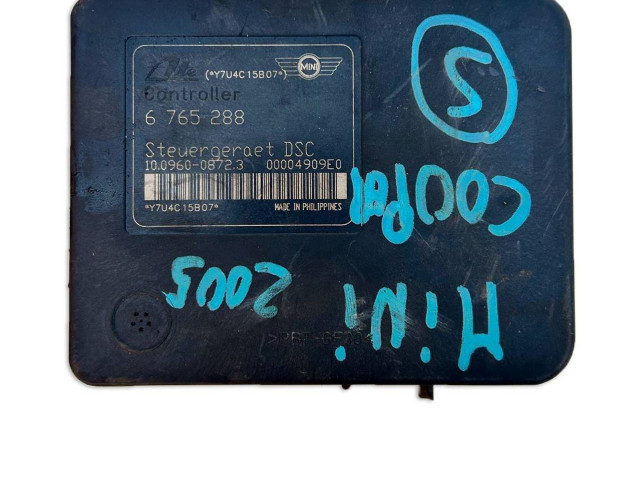 Ate (*Y7U4C15B07*) MINI
Controller
6 765 288
Steuergeraet DSC
10.0960-0872.3 00004909E0
*Y7U4C15B07* MADE IN PHILIPPINES
S
COOPER
MiNi
2005